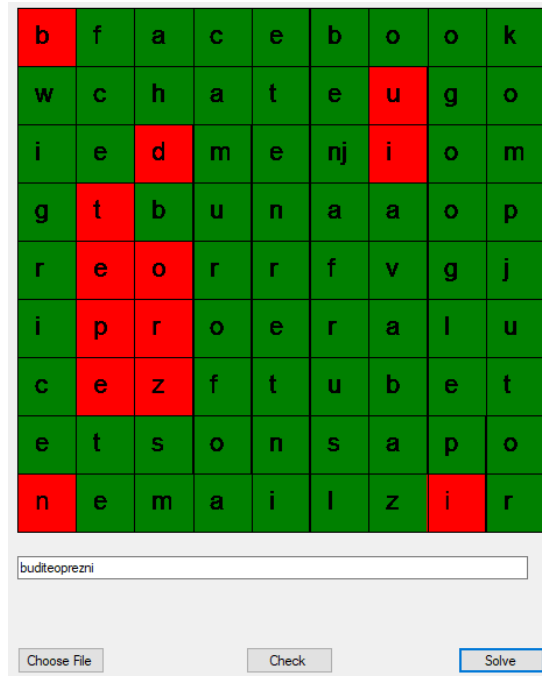 b f a c e b o o k
w c h a t e u g o
i e d m e nj i o m
g t b u n a a o p
r e o r r f v g j
i p r o e r a l u
c e z f t u b e t
e t s o n s a p o
n e m a i l z i r
buditeoprezni
Choose File Check Solve